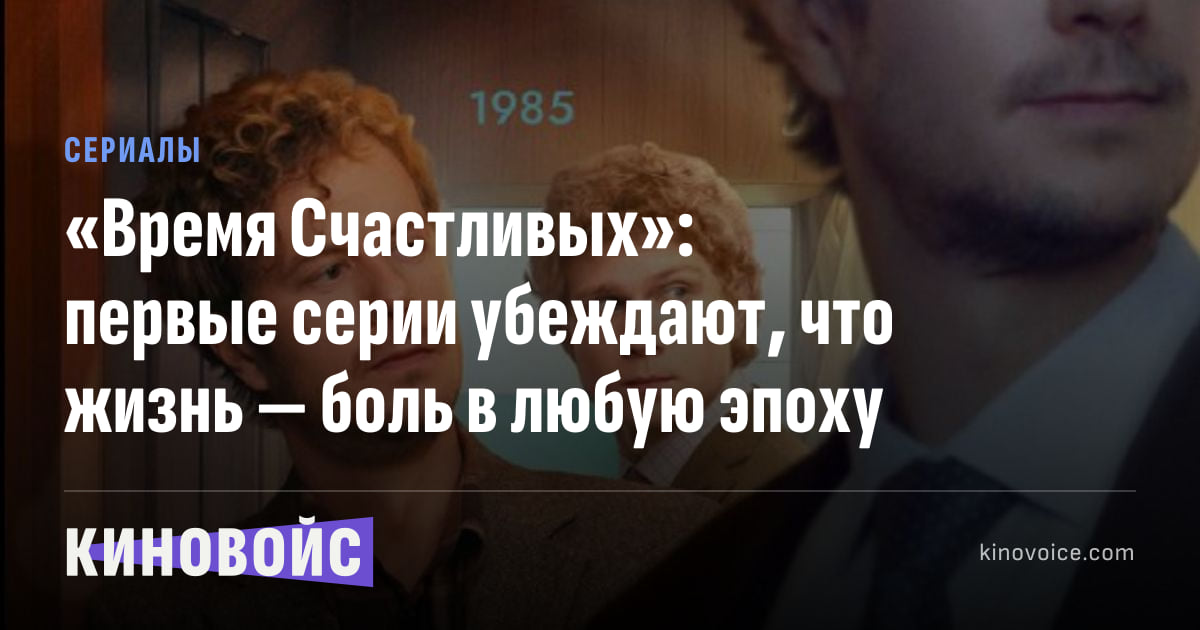 1985
СЕРИАЛЫ
«Время Счастливых»:
первые серии убеждают, что
жизнь — боль в любую эпоху
КИНОВОЙС
kinovoice.com